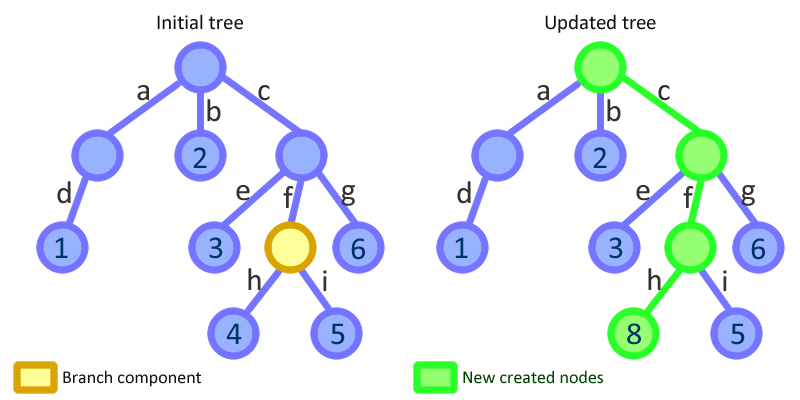 Initial tree
Updated tree
a
b
c
a
b
c
2
2
d
e
f
g
d
e
f
g
1
3
6
1
3
6
h
i
h
i
4
5
8
5
Branch component
New created nodes